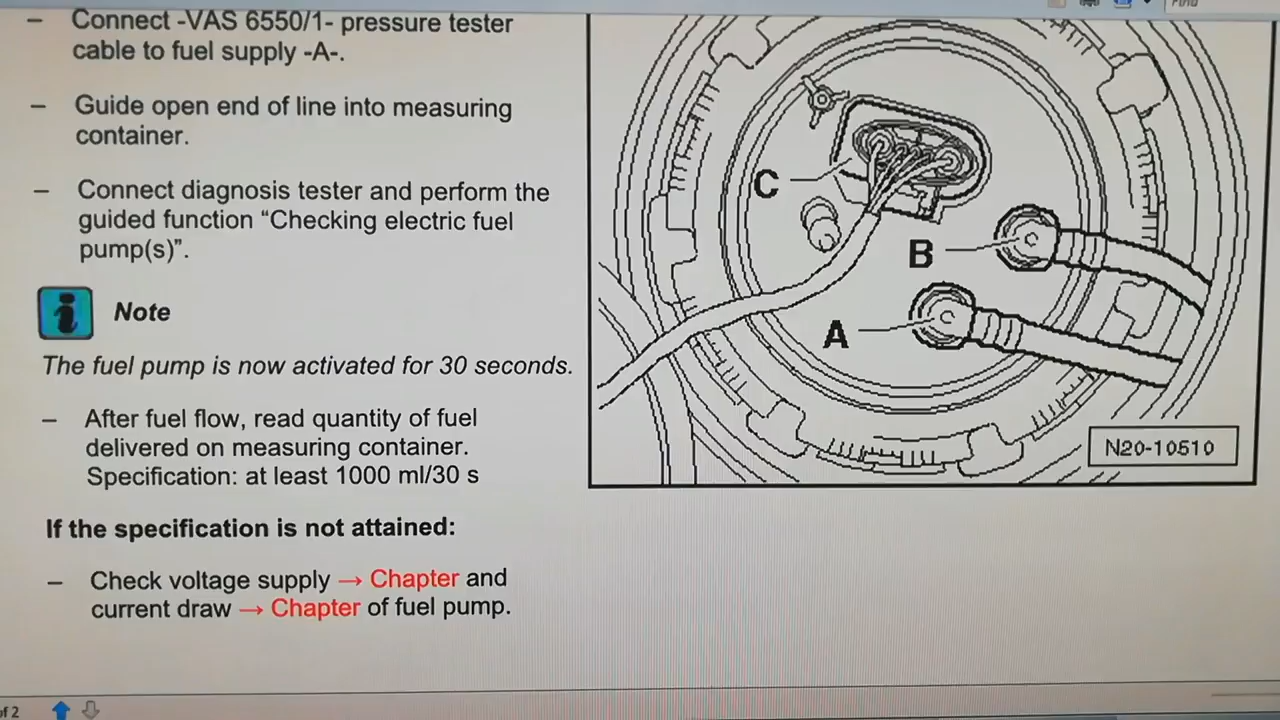 Find
– Connect -VAS 6550/1- pressure tester
cable to fuel supply -A-.
– Guide open end of line into measuring
container.
– Connect diagnosis tester and perform the
guided function “Checking electric fuel
pump(s)”.
i Note
The fuel pump is now activated for 30 seconds.
– After fuel flow, read quantity of fuel
delivered on measuring container.
Specification: at least 1000 ml/30 s
If the specification is not attained:
– Check voltage supply → Chapter and
current draw → Chapter of fuel pump.
C
B
A
N20-10510
of 2